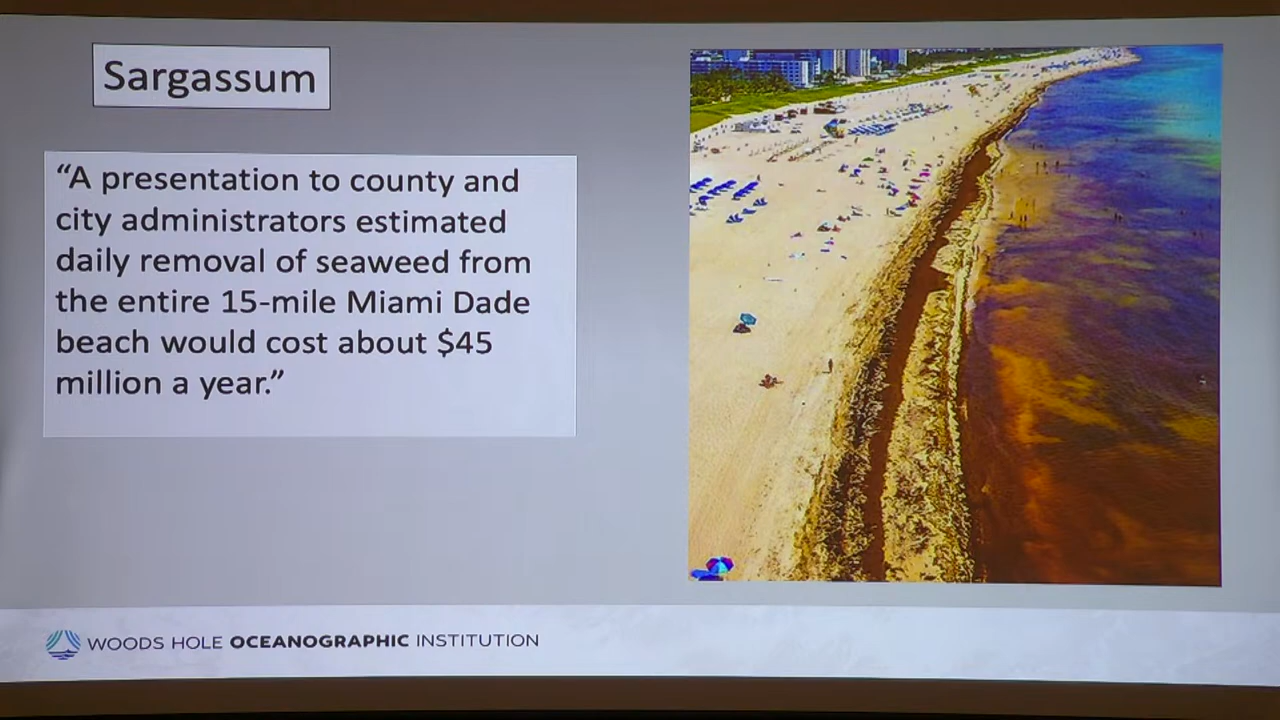 Sargassum
“A presentation to county and
city administrators estimated
daily removal of seaweed from
the entire 15-mile Miami Dade
beach would cost about $45
million a year.”
WOODS HOLE OCEANOGRAPHIC INSTITUTION